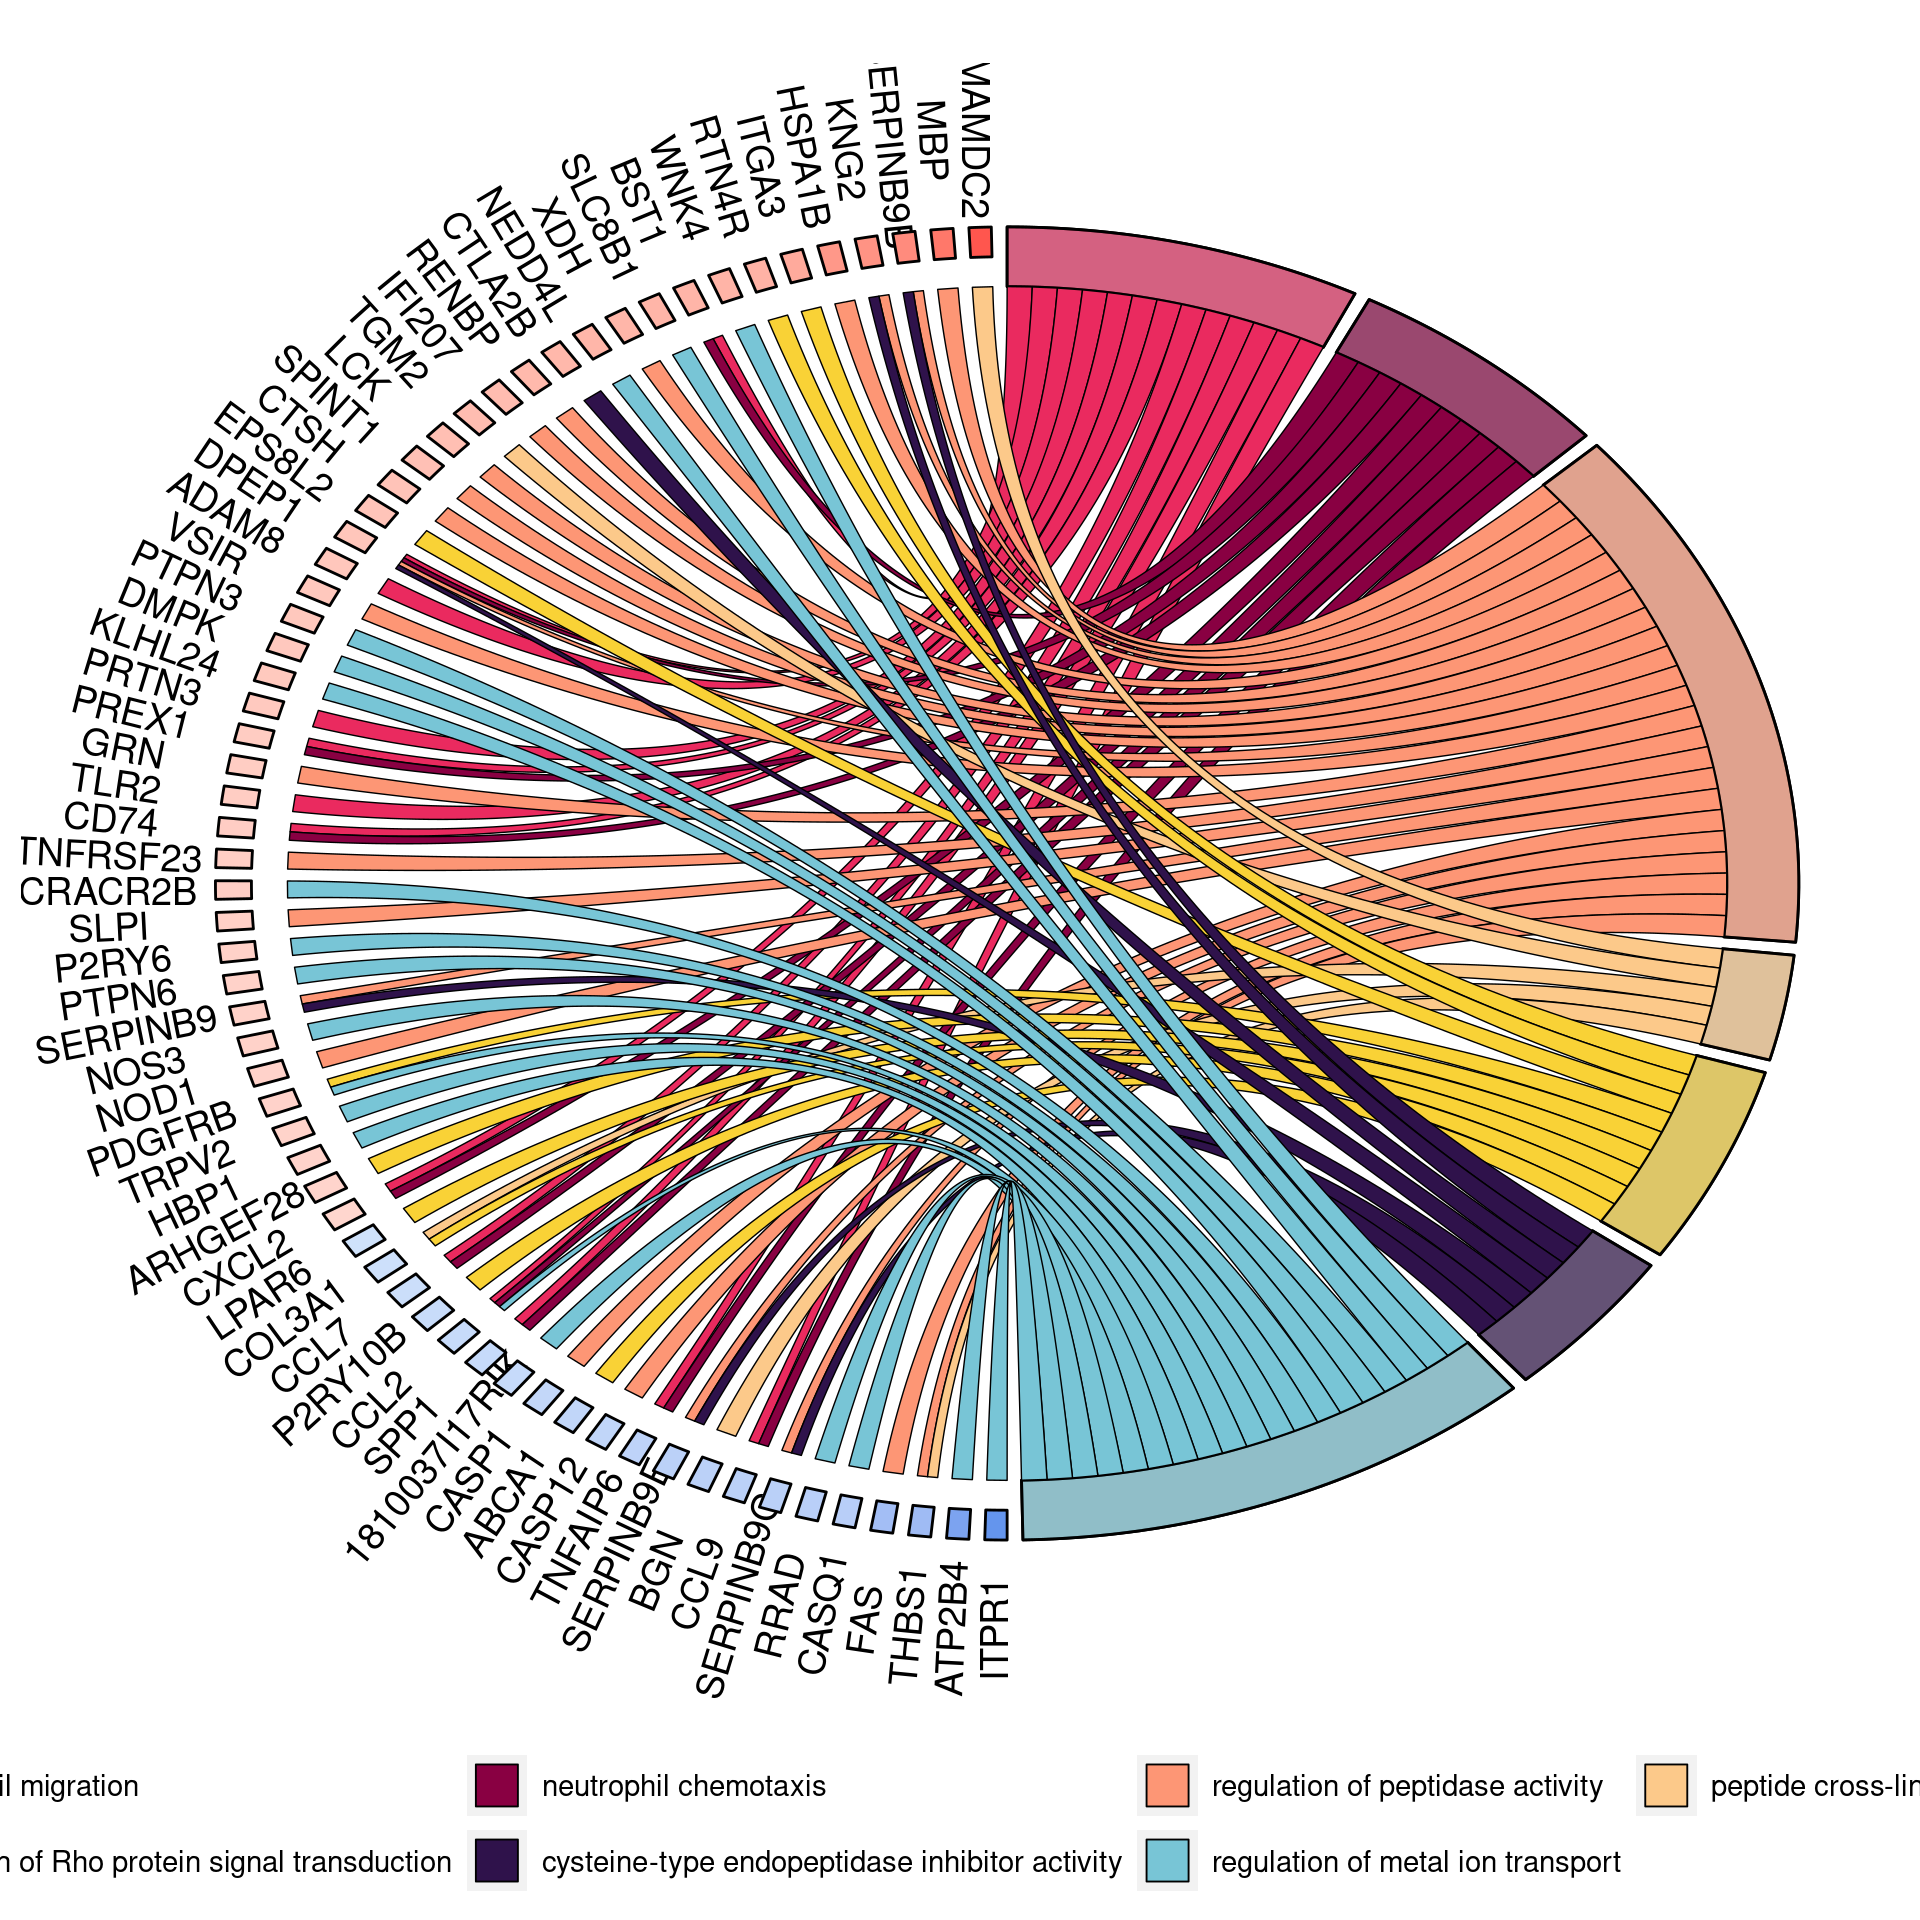 MAMDC2
MBP
ERPINB9B
KNG2
HSPA1B
ITGA3
RTN4R
WNK4
BST1
SLC8B1
XDH
NEDD4L
CTLA2B
RENBP
IFI207
TGM2
LCK
SPINT1
CTSH
EPS8L2
DPEP1
ADAM8
VSIR
PTPN3
DMPK
KLHL24
PRTN3
PREX1
GRN
TLR2
CD74
TNFRSF23
CRACR2B
SLPI
P2RY6
PTPN6
SERPINB9
NOS3
NOD1
PDGFRB
TRPV2
HBP1
ARHGEF28
CXCL2
LPAR6
COL3A1
CCL7
P2RY10B
CCL2
SPP1
1810037I17RIK
CASP1
ABCA1
CASP12
TNFAIP6
SERPINB9F
BGN
CCL9
SERPINB9G
RRAD
CASQ1
FAS
THBS1
ATP2B4
ITPR1
il migration
neutrophil chemotaxis
regulation of peptidase activity
peptide cross-lin
n of Rho protein signal transduction
cysteine-type endopeptidase inhibitor activity
regulation of metal ion transport